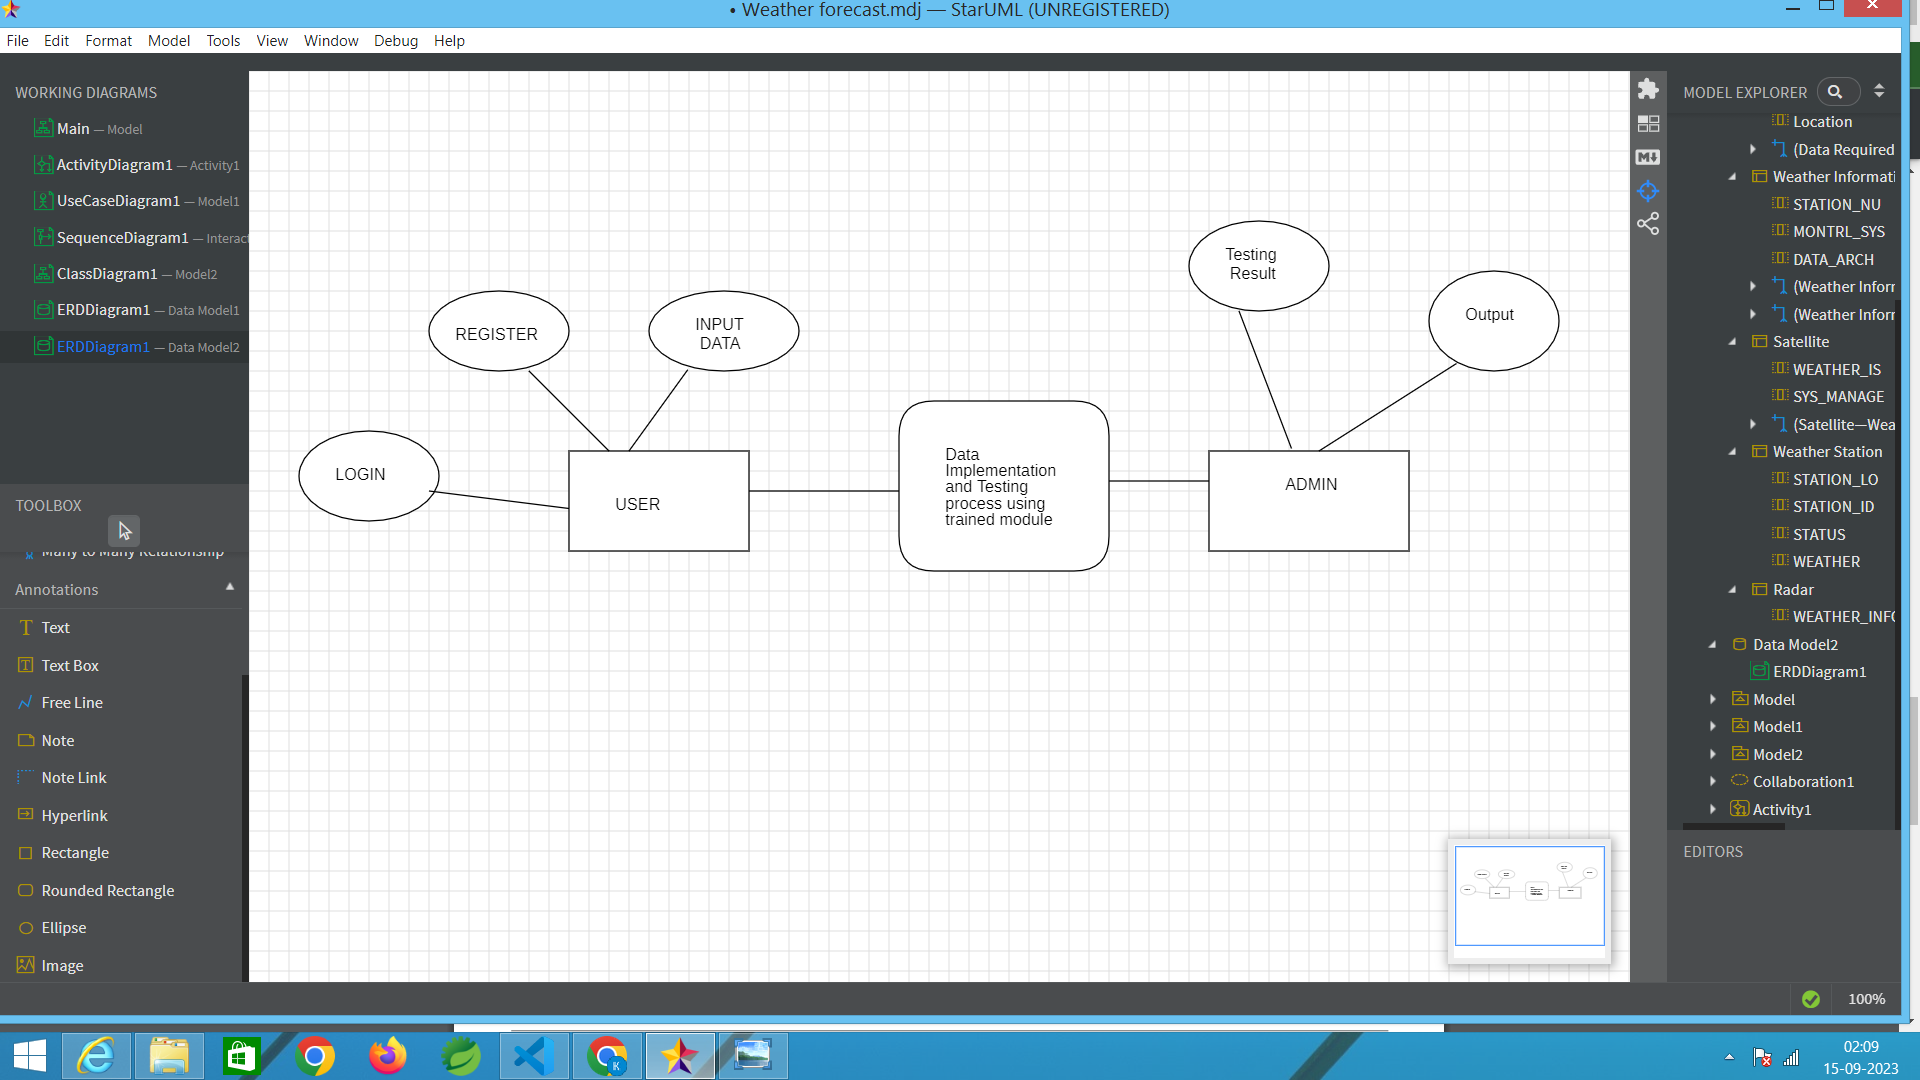 • Weather forecast.mdj — StarUML (UNREGISTERED)
File Edit Format Model Tools View Window Debug Help
WORKING DIAGRAMS
Main — Model
ActivityDiagram1 — Activity1
UseCaseDiagram1 — Model1
SequenceDiagram1 — Interac
ClassDiagram1 — Model2
ERDDiagram1 — Data Model1
ERDDiagram1 — Data Model2
TOOLBOX
Many to Many Relationship
Annotations
Text
Text Box
Free Line
Note
Note Link
Hyperlink
Rectangle
Rounded Rectangle
Ellipse
Image
Testing
Result
Output
REGISTER
INPUT
DATA
LOGIN
USER
Data
Implementation
and Testing
process using
trained module
ADMIN
MODEL EXPLORER
Location
(Data Required
Weather Informati
STATION_NU
MONTRL_SYS
DATA_ARCH
(Weather Inforr
(Weather Inforr
Satellite
WEATHER_IS
SYS_MANAGE
(Satellite—Wea
Weather Station
STATION_LO
STATION_ID
STATUS
WEATHER
Radar
WEATHER_INFO
Data Model2
ERDDiagram1
Model
Model1
Model2
Collaboration1
Activity1
EDITORS
100%
02:09
15-09-2023